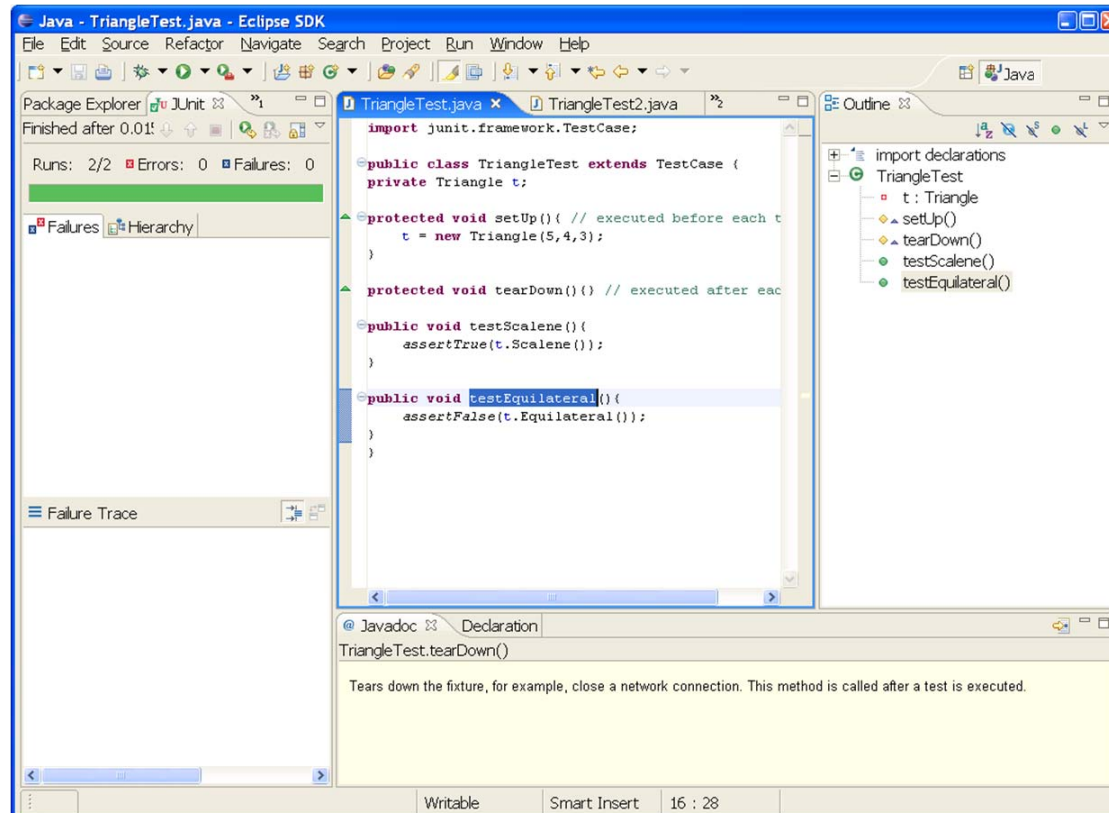 Java - TriangleTest.java - Eclipse SDK
File Edit Source Refactor Navigate Search Project Run Window Help
Java
Package Explorer JUnit »1
Finished after 0.01
Runs: 2/2 Errors: 0 Failures: 0
Failures Hierarchy
Failure Trace
TriangleTest.java TriangleTest2.java »2
import junit.framework.TestCase;
public class TriangleTest extends TestCase {
private Triangle t;
protected void setUp(){ // executed before each t
t = new Triangle(5,4,3);
}
protected void tearDown(){} // executed after eac
public void testScalene(){
assertTrue(t.Scalene());
}
public void testEquilateral(){
assertFalse(t.Equilateral());
}
}
Outline
import declarations
TriangleTest
t : Triangle
setUp()
tearDown()
testScalene()
testEquilateral()
@ Javadoc Declaration
TriangleTest.tearDown()
Tears down the fixture, for example, close a network connection. This method is called after a test is executed.
Writable Smart Insert 16 : 28